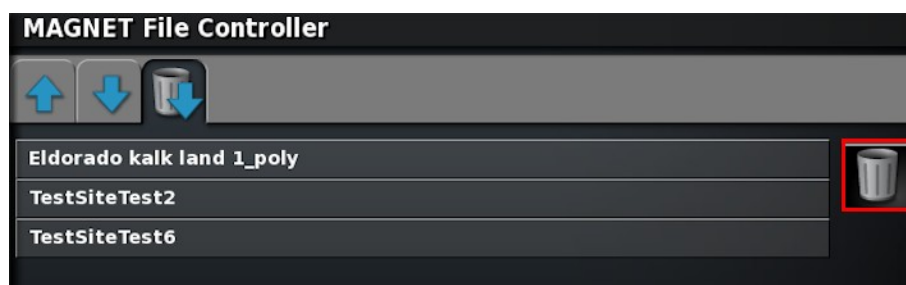 MAGNET File Controller
Eldorado kalk land 1_poly
TestSiteTest2
TestSiteTest6